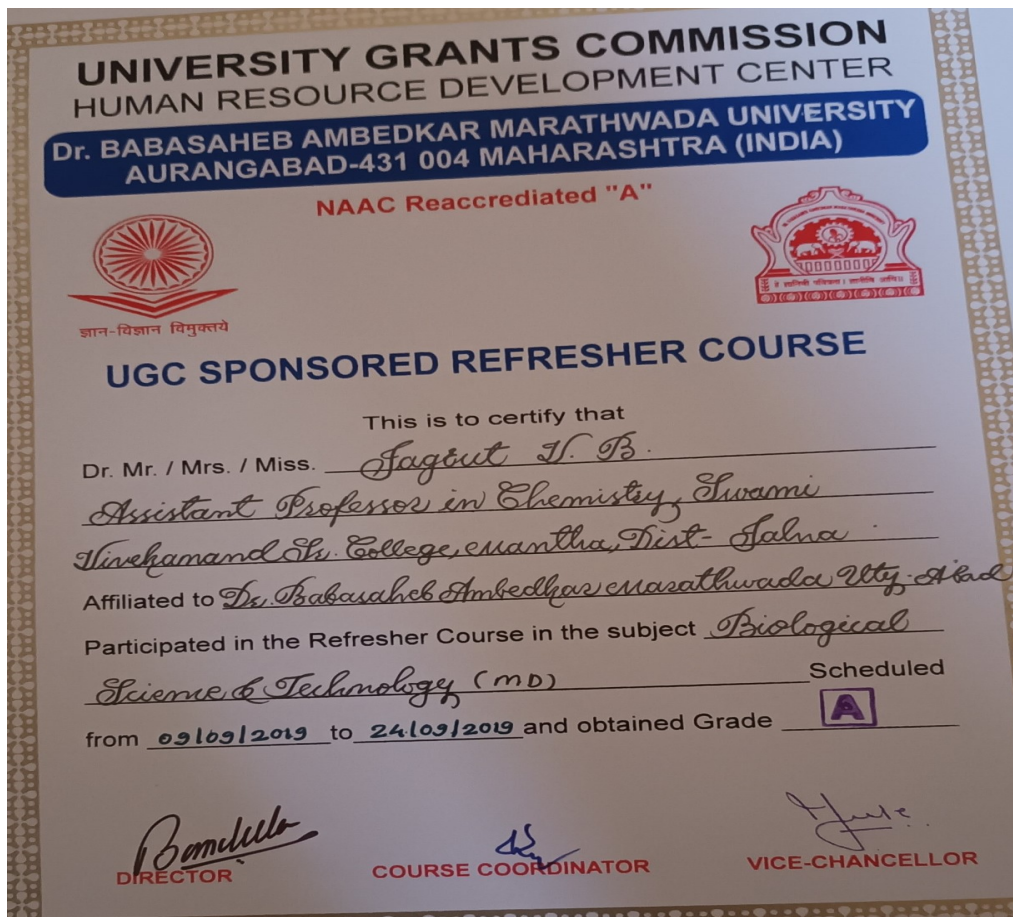 UNIVERSITY GRANTS COMMISSION
HUMAN RESOURCE DEVELOPMENT CENTER
Dr. BABASAHEB AMBEDKAR MARATHWADA UNIVERSITY
AURANGABAD-431 004 MAHARASHTRA (INDIA)
NAAC Reaccrediated "A"
ज्ञान-विज्ञान विमुक्तये
UGC SPONSORED REFRESHER COURSE
This is to certify that
Dr. Mr. / Mrs. / Miss. Jagtut V. B.
Assistant Professor in Chemistry, Swami
Vivekanand Sr. College, Mantha, Dist- Jalna.
Affiliated to Dr. Babasaheb Ambedkar Marathwada Uty. A'bad
Participated in the Refresher Course in the subject Biological
Science & Technology (MD) Scheduled
from 09/09/2019 to 24/09/2019 and obtained Grade A
DIRECTOR
COURSE COORDINATOR
VICE-CHANCELLOR